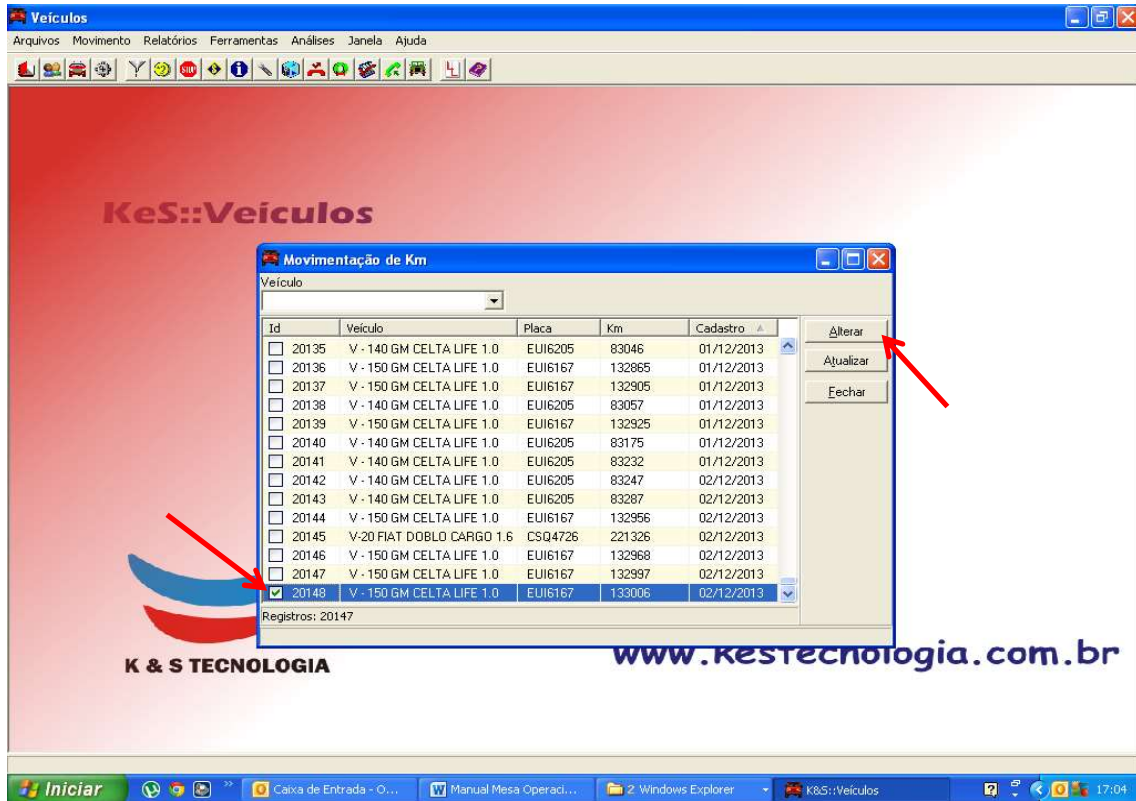 Veículos
Arquivos Movimento Relatórios Ferramentas Análises Janela Ajuda
STOP
KeS::Veículos
Movimentação de Km
Veículo
Id Veículo Placa Km Cadastro
Alterar
Atualizar
Fechar
20135 V - 140 GM CELTA LIFE 1.0 EUI6205 83046 01/12/2013
20136 V - 150 GM CELTA LIFE 1.0 EUI6167 132865 01/12/2013
20137 V - 150 GM CELTA LIFE 1.0 EUI6167 132905 01/12/2013
20138 V - 140 GM CELTA LIFE 1.0 EUI6205 83057 01/12/2013
20139 V - 150 GM CELTA LIFE 1.0 EUI6167 132925 01/12/2013
20140 V - 140 GM CELTA LIFE 1.0 EUI6205 83175 01/12/2013
20141 V - 140 GM CELTA LIFE 1.0 EUI6205 83232 01/12/2013
20142 V - 140 GM CELTA LIFE 1.0 EUI6205 83247 02/12/2013
20143 V - 140 GM CELTA LIFE 1.0 EUI6205 83287 02/12/2013
20144 V - 150 GM CELTA LIFE 1.0 EUI6167 132956 02/12/2013
20145 V-20 FIAT DOBLO CARGO 1.6 CSQ4726 221326 02/12/2013
20146 V - 150 GM CELTA LIFE 1.0 EUI6167 132968 02/12/2013
20147 V - 150 GM CELTA LIFE 1.0 EUI6167 132997 02/12/2013
20148 V - 150 GM CELTA LIFE 1.0 EUI6167 133006 02/12/2013
Registros: 20147
K & S TECNOLOGIA
www.kestecnologia.com.br
Iniciar Caixa de Entrada - O... Manual Mesa Operaci... 2 Windows Explorer K&S::Veículos 17:04